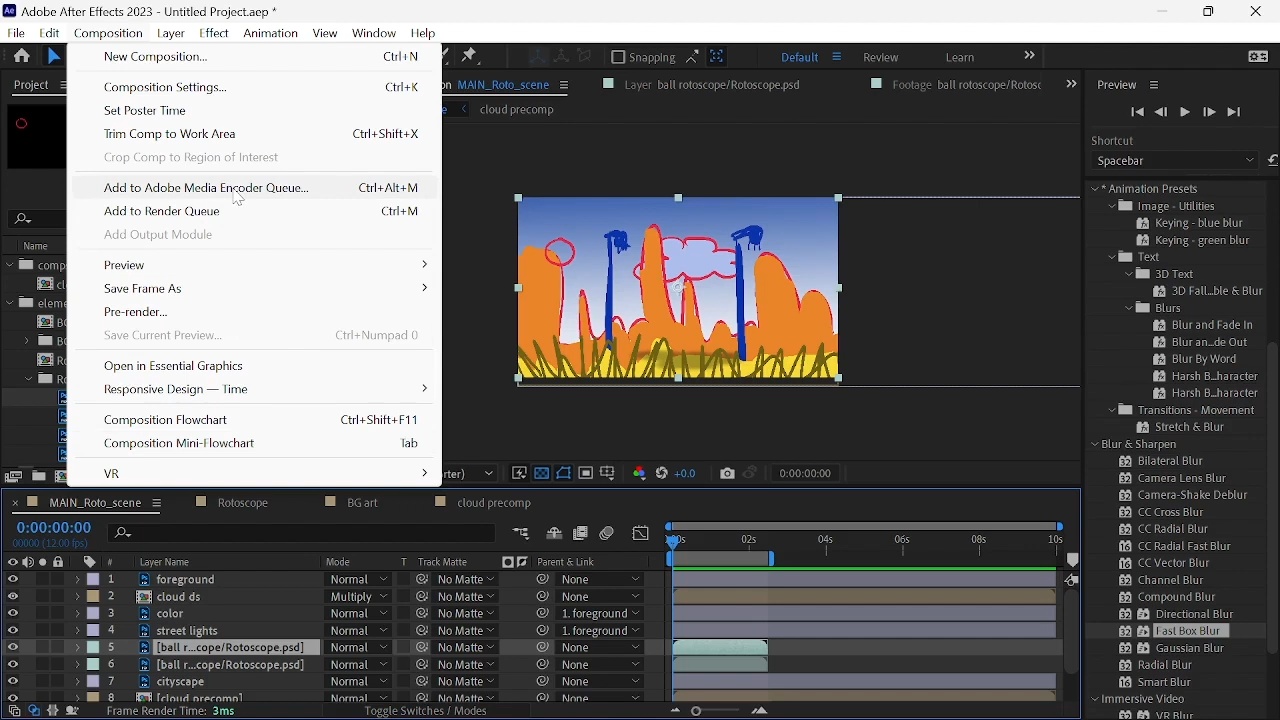 Adobe After Effects 2023 - Untitled Project.aep *
File Edit Composition Layer Effect Animation View Window Help
New Composition... Ctrl+N
Composition Settings... Ctrl+K
Set Poster Time
Trim Comp to Work Area Ctrl+Shift+X
Crop Comp to Region of Interest
Add to Adobe Media Encoder Queue... Ctrl+Alt+M
Add to Render Queue Ctrl+M
Add Output Module
Preview
Save Frame As
Pre-render...
Save Current Preview... Ctrl+Numpad 0
Open in Essential Graphics
Responsive Design — Time
Composition Flowchart Ctrl+Shift+F11
Composition Mini-Flowchart Tab
VR
Snapping Default Review Learn
Project
Name
MAIN_Roto_scene Layer ball rotoscope/Rotoscope.psd Footage ball rotoscope/Rotosc
cloud precomp
+0.0 0:00:00:00
Preview
Shortcut
Spacebar
* Animation Presets
Image - Utilities
Keying - blue blur
Keying - green blur
Text
3D Text
3D Fall...ble & Blur
Blurs
Blur and Fade In
Blur an...de Out
Blur By Word
Harsh B...haracter
Harsh B...haracter
Transitions - Movement
Stretch & Blur
Blur & Sharpen
Bilateral Blur
Camera Lens Blur
Camera-Shake Deblur
CC Cross Blur
CC Radial Blur
CC Radial Fast Blur
CC Vector Blur
Channel Blur
Compound Blur
Directional Blur
Fast Box Blur
Gaussian Blur
Radial Blur
Smart Blur
Immersive Video
VR Blur
MAIN_Roto_scene Rotoscope BG art cloud precomp
0:00:00:00
00000 (12.00 fps)
02s 04s 06s 08s 10s
# Layer Name Mode T Track Matte Parent & Link
1 foreground Normal No Matte None
2 cloud ds Multiply No Matte None
3 color Normal No Matte 1. foreground
4 street lights Normal No Matte 1. foreground
5 [ball r...cope/Rotoscope.psd] Normal No Matte None
6 [ball r...cope/Rotoscope.psd] Normal No Matte None
7 cityscape Normal No Matte None
8 [cloud precomp] Normal No Matte None
Frame Render Time: 3ms Toggle Switches / Modes